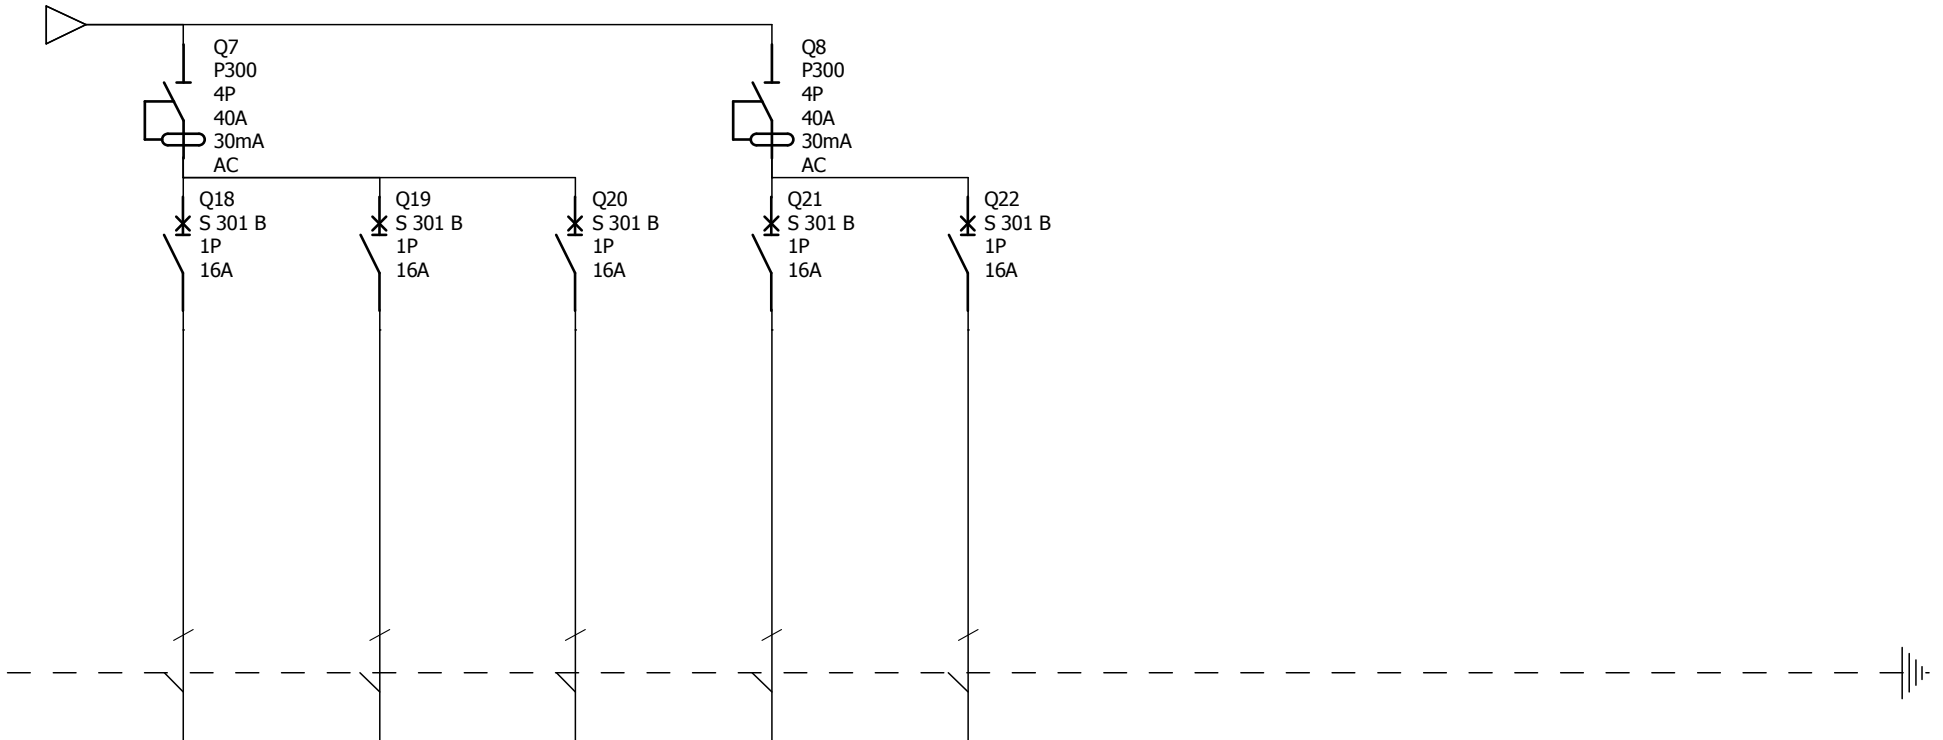 Q7
P300
4P
40A
30mA
AC
Q8
P300
4P
40A
30mA
AC
Q18
S 301 B
1P
16A
Q19
S 301 B
1P
16A
Q20
S 301 B
1P
16A
Q21
S 301 B
1P
16A
Q22
S 301 B
1P
16A